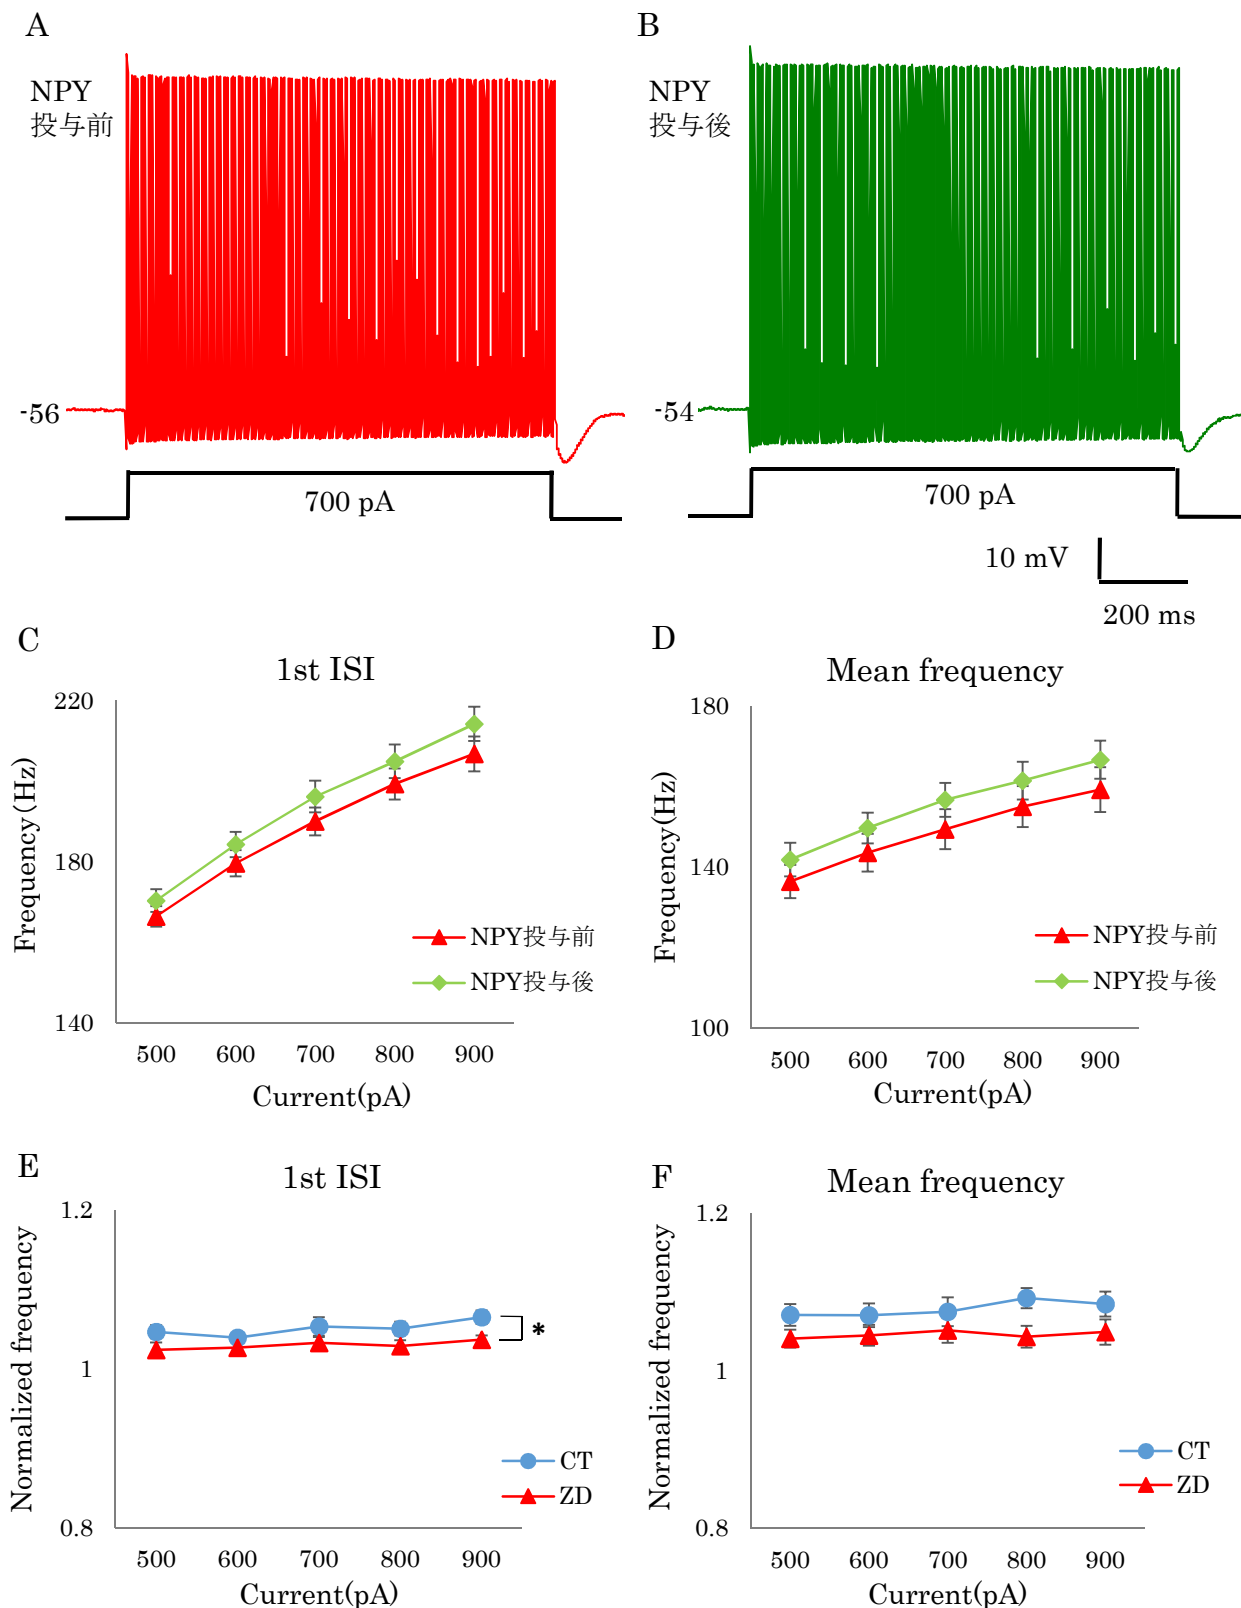 A
NPY
投与前
-56
700 pA
B
NPY
投与後
-54
700 pA
10 mV
200 ms
C
1st ISI
Frequency(Hz)
220
180
140
500 600 700 800 900
Current(pA)
NPY投与前
NPY投与後
D
Mean frequency
Frequency(Hz)
180
140
100
500 600 700 800 900
Current(pA)
NPY投与前
NPY投与後
E
1st ISI
Normalized frequency
1.2
1
0.8
*
CT
ZD
500 600 700 800 900
Current(pA)
F
Mean frequency
Normalized frequency
1.2
1
0.8
CT
ZD
500 600 700 800 900
Current(pA)